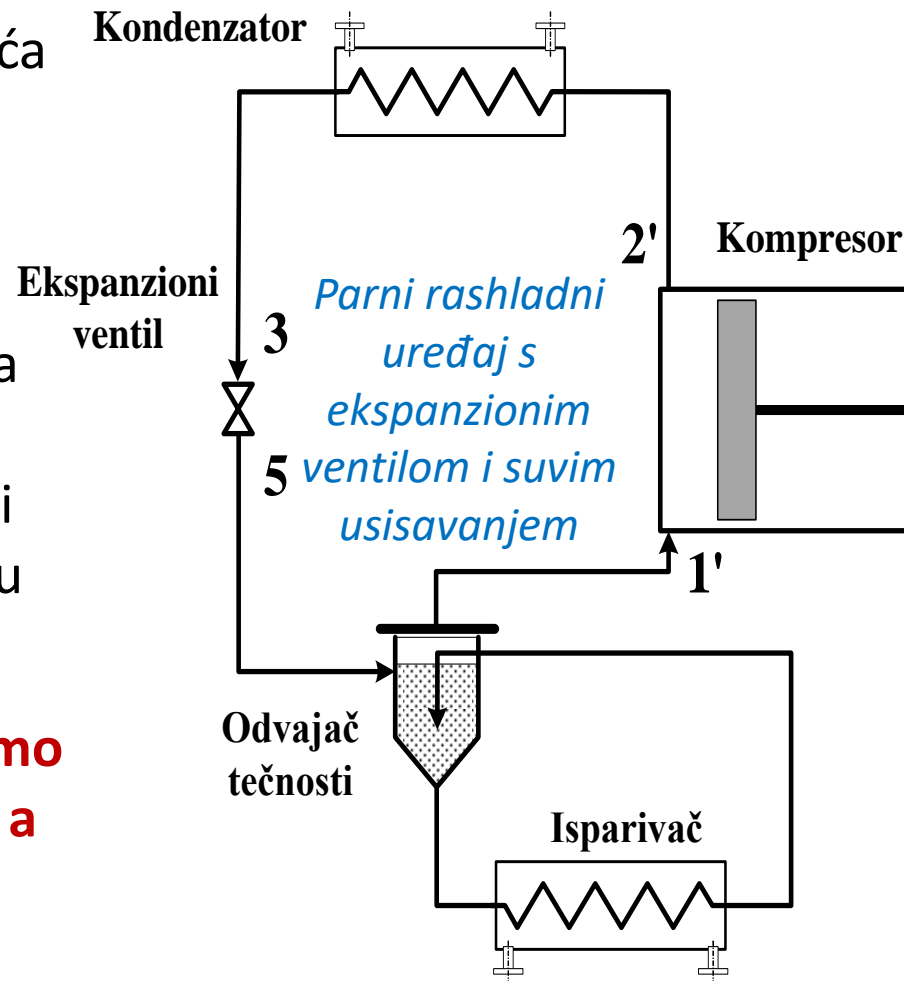 ća
a
i
u
mo
a
Kondenzator
Ekspanzioni
ventil
3
5
Parni rashladni
uređaj s
ekspanzionim
ventilom i suvim
usisavanjem
2'
Kompresor
1'
Odvajač
tečnosti
Isparivač